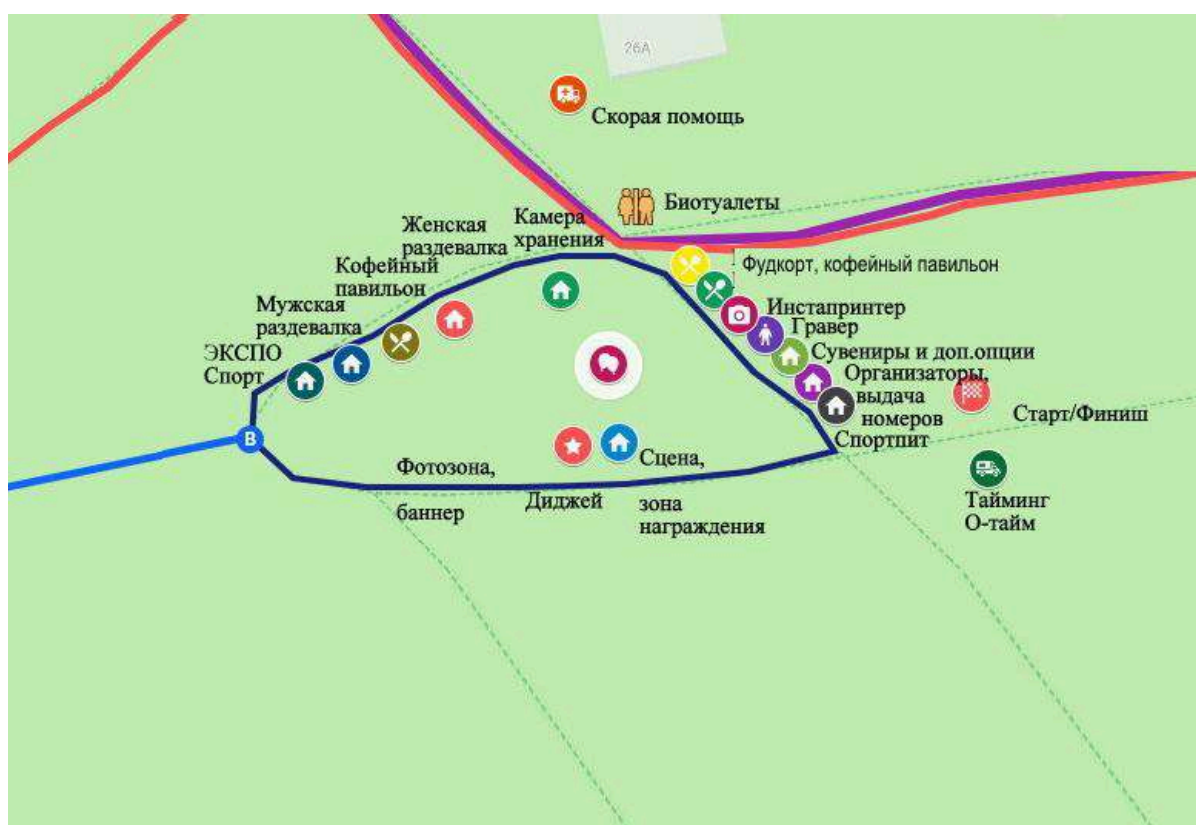 26А
Скорая помощь
Биотуалеты
Камера
хранения
Женская
раздевалка
Кофейный
павильон
Мужская
раздевалка
ЭКСПО
Спорт
Фудкорт, кофейный павильон
Инстапринтер
Гравер
Сувениры и доп.опции
Организаторы,
выдача
номеров
Спортпит
Старт/Финиш
Тайминг
О-тайм
B
Фотозона,
баннер
Диджей
Сцена,
зона
награждения